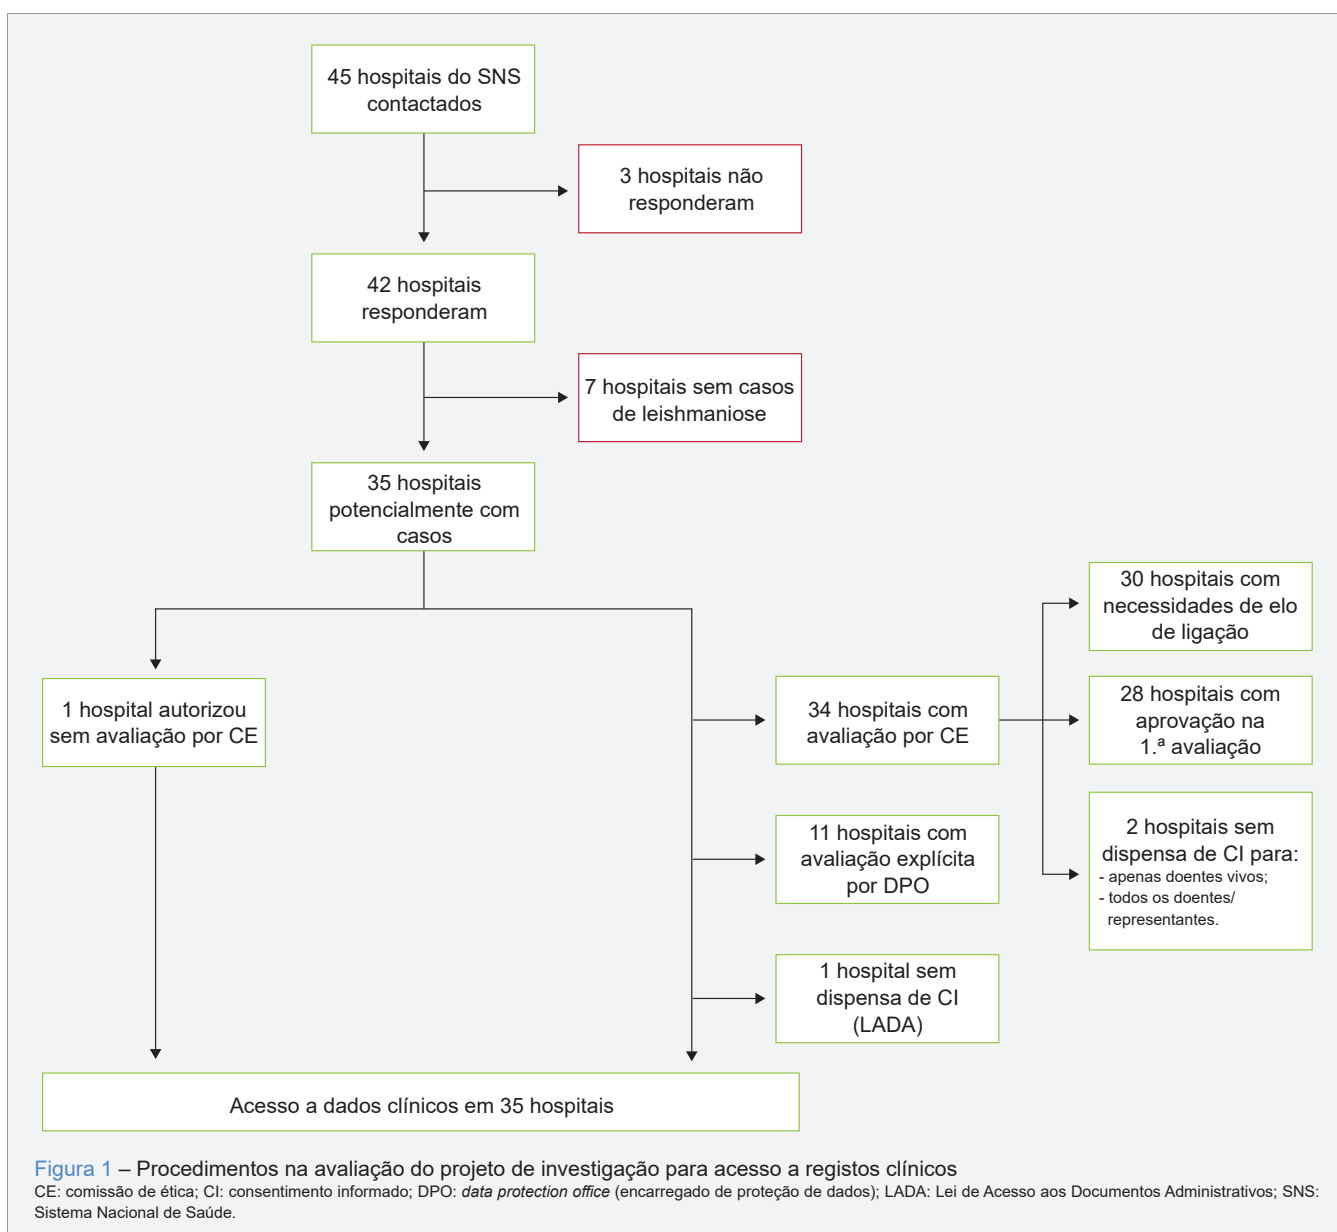 45 hospitais do SNS
contactados
3 hospitais não
responderam
42 hospitais
responderam
7 hospitais sem casos
de leishmaniose
35 hospitais
potencialmente com
casos
1 hospital autorizou
sem avaliação por CE
34 hospitais com
avaliação por CE
30 hospitais com
necessidades de elo
de ligação
28 hospitais com
aprovação na
1.ª avaliação
2 hospitais sem
dispensa de CI para:
- apenas doentes vivos;
- todos os doentes/
representantes.
11 hospitais com
avaliação explícita
por DPO
1 hospital sem
dispensa de CI
(LADA)
Acesso a dados clínicos em 35 hospitais
Figura 1 – Procedimentos na avaliação do projeto de investigação para acesso a registos clínicos
CE: comissão de ética; CI: consentimento informado; DPO: data protection office (encarregado de proteção de dados); LADA: Lei de Acesso aos Documentos Administrativos; SNS:
Sistema Nacional de Saúde.